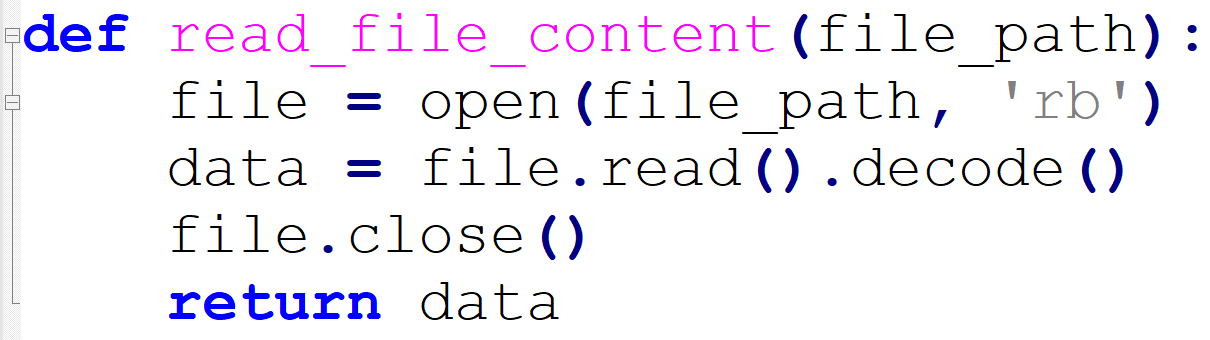 def read_file_content(file_path):
    file = open(file_path, 'rb')
    data = file.read().decode()
    file.close()
    return data